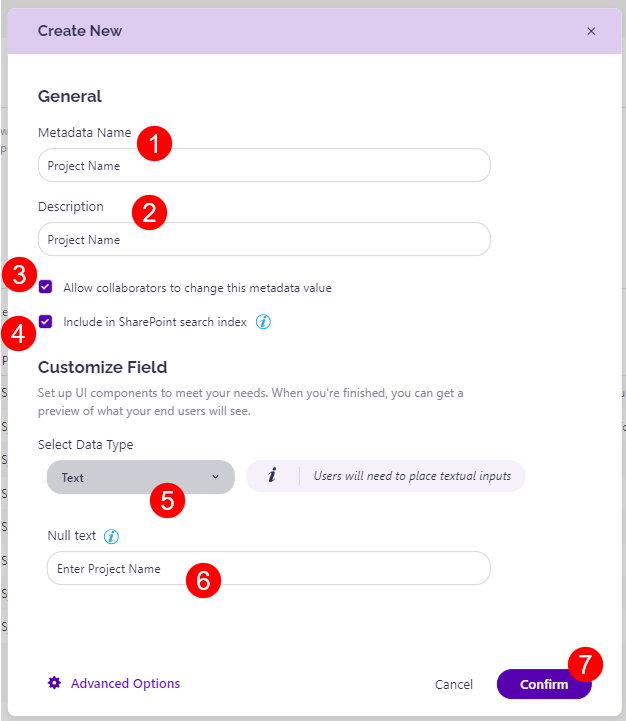 Create New
×
General
Metadata Name
1
Project Name
Description
2
Project Name
3
Allow collaborators to change this metadata value
4
Include in SharePoint search index i
Customize Field
Set up UI components to meet your needs. When you're finished, you can get a
preview of what your end users will see.
Select Data Type
Text
i Users will need to place textual inputs
5
Null text i
Enter Project Name
6
7
Advanced Options
Cancel
Confirm